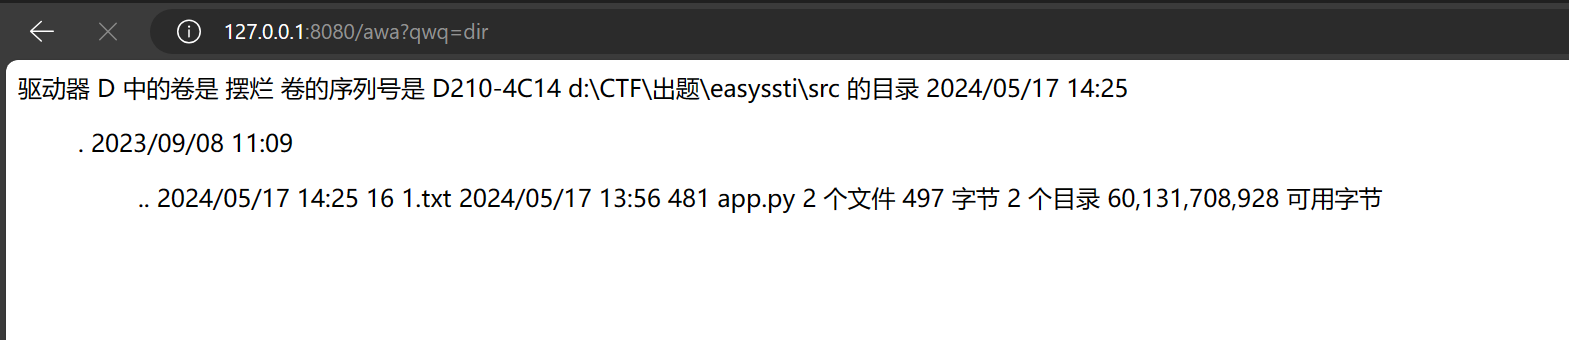 127.0.0.1:8080/awa?qwq=dir
驱动器 D 中的卷是 摆烂 卷的序列号是 D210-4C14 d:\CTF\出题\easyssti\src 的目录 2024/05/17 14:25
. 2023/09/08 11:09
.. 2024/05/17 14:25 16 1.txt 2024/05/17 13:56 481 app.py 2 个文件 497 字节 2 个目录 60,131,708,928 可用字节